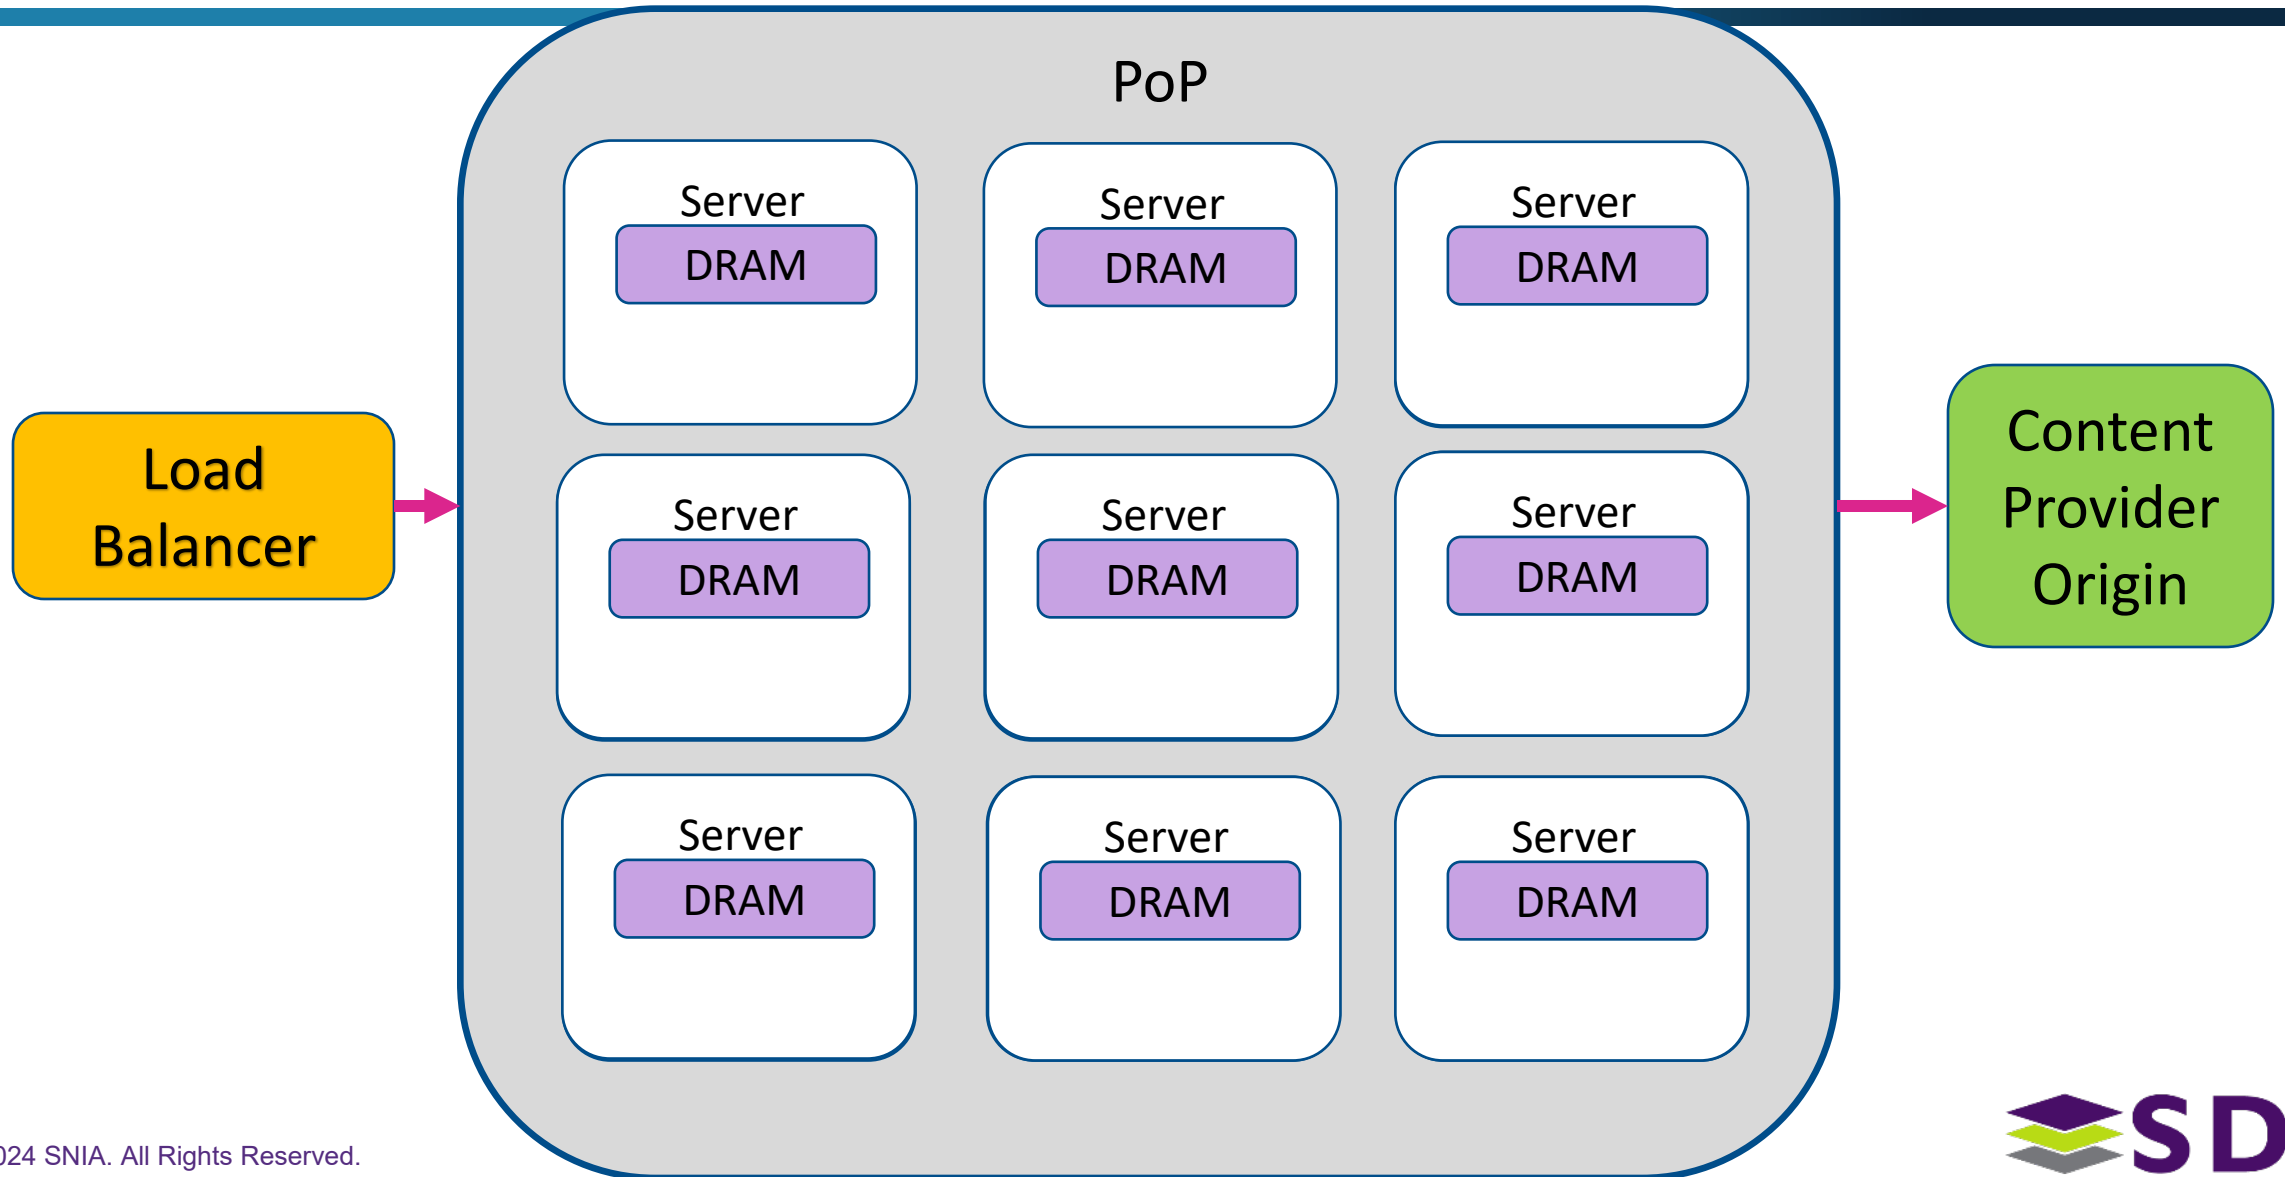 PoP
Server
DRAM
Server
DRAM
Server
DRAM
Load
Balancer
Server
DRAM
Server
DRAM
Server
DRAM
Content
Provider
Origin
Server
DRAM
Server
DRAM
Server
DRAM
024 SNIA. All Rights Reserved.
SD